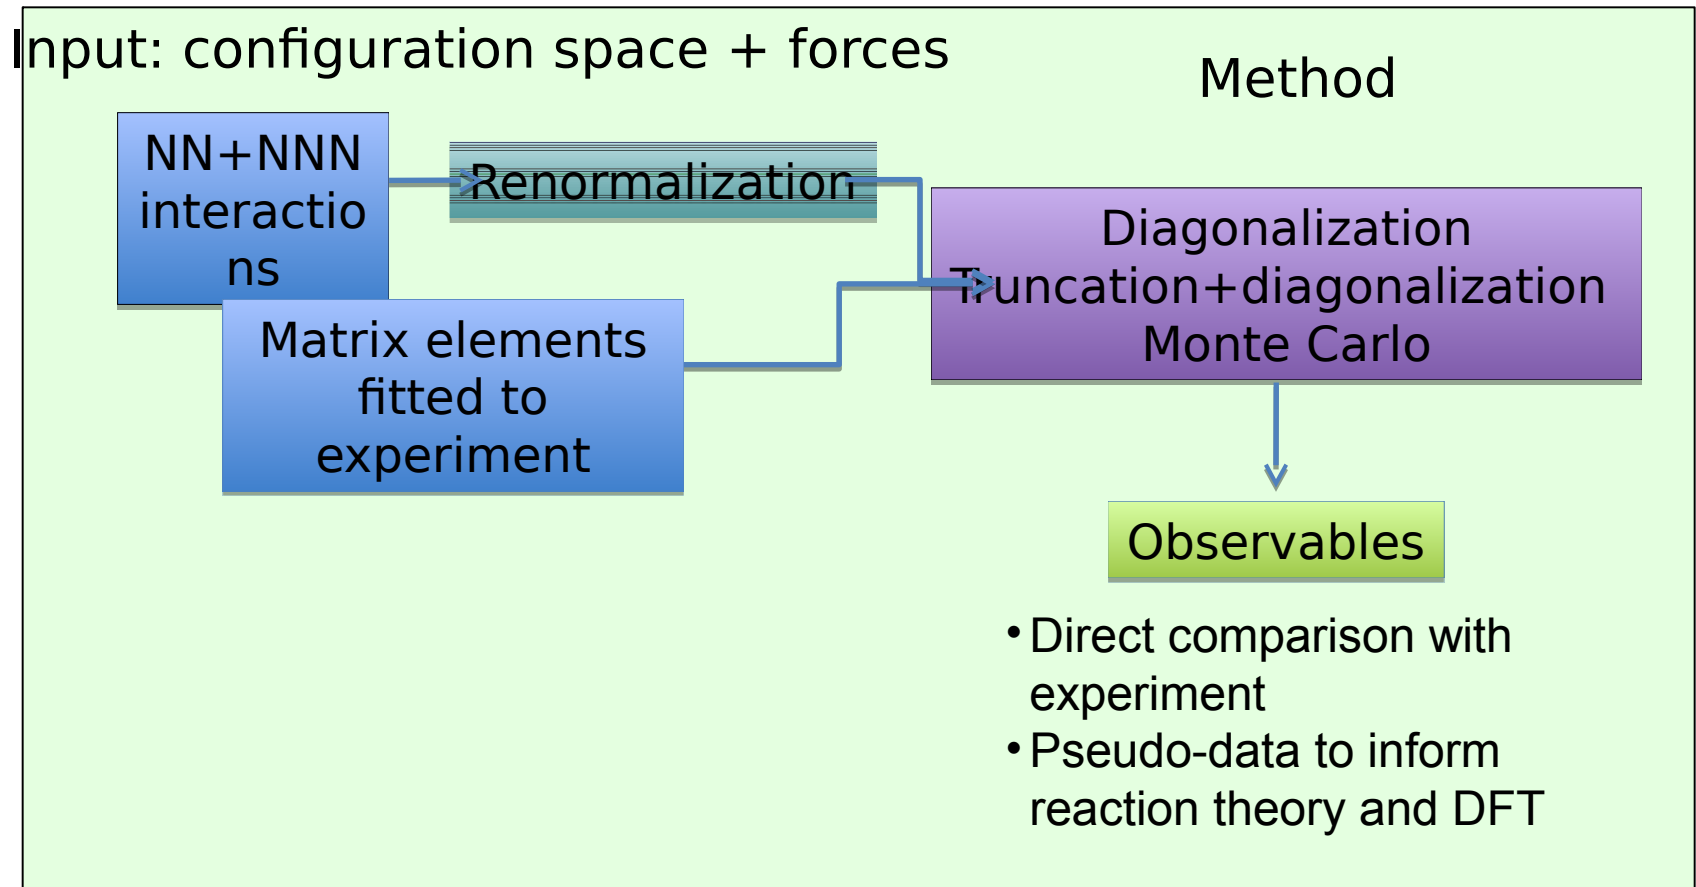 Input: configuration space + forces
Method
NN+NNN
interactio
ns
Renormalization
Diagonalization
Truncation+diagonalization
Monte Carlo
Matrix elements
fitted to
experiment
Observables
• Direct comparison with
experiment
• Pseudo-data to inform
reaction theory and DFT